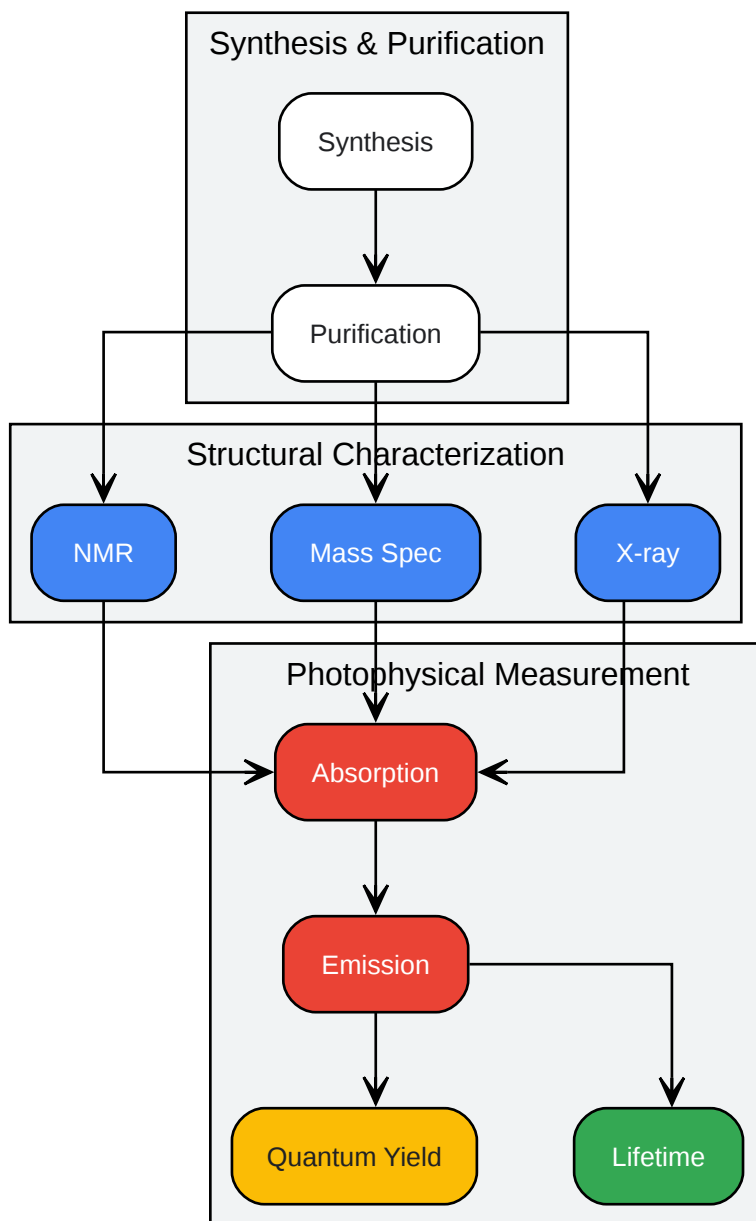 Synthesis & Purification
Synthesis
Purification
Structural Characterization
NMR
Mass Spec
X-ray
Photophysical Measurement
Absorption
Emission
Quantum Yield
Lifetime